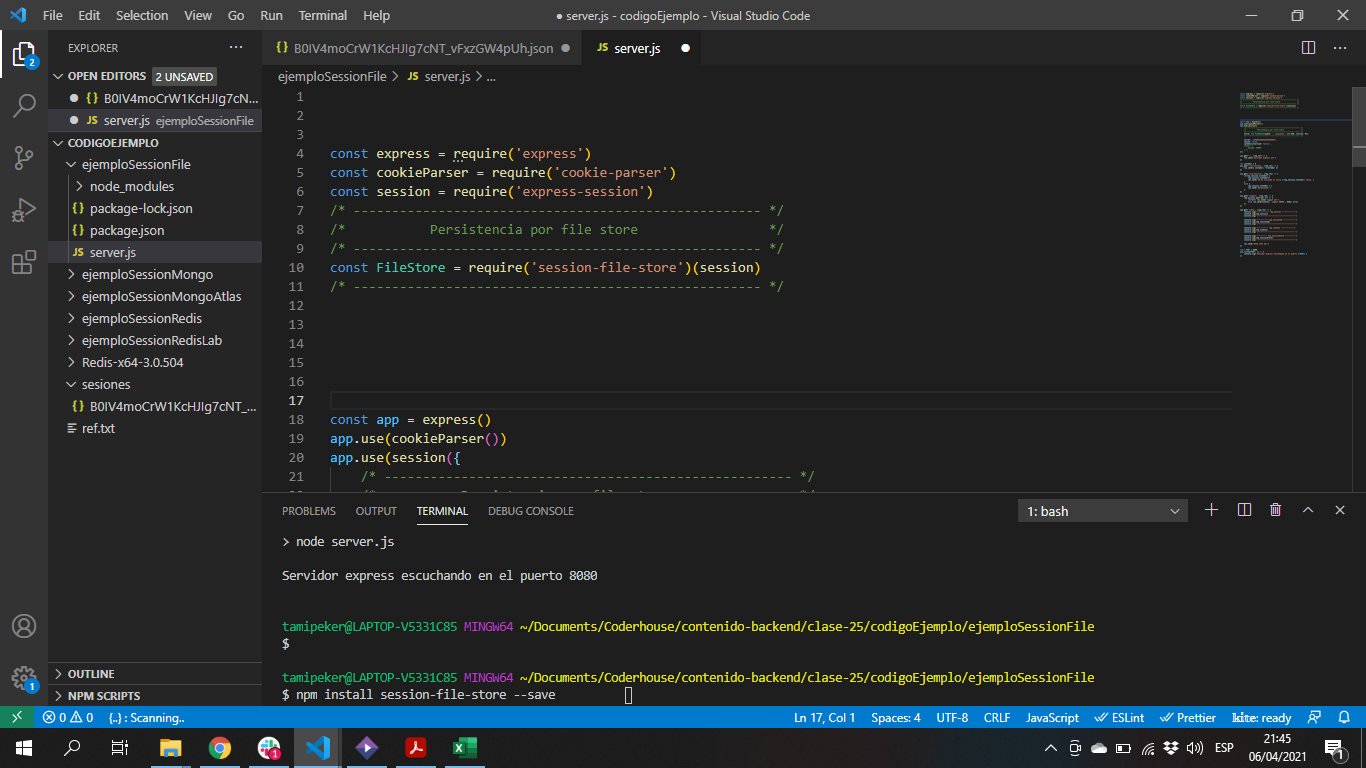 File Edit Selection View Go Run Terminal Help
● server.js - codigoEjemplo - Visual Studio Code
EXPLORER
OPEN EDITORS 2 UNSAVED
{} B0IV4moCrW1KcHJIg7cN...
JS server.js ejemploSessionFile
CODIGOEJEMPLO
ejemploSessionFile
node_modules
{} package-lock.json
{} package.json
JS server.js
ejemploSessionMongo
ejemploSessionMongoAtlas
ejemploSessionRedis
ejemploSessionRedisLab
Redis-x64-3.0.504
sesiones
{} B0IV4moCrW1KcHJIg7cNT_...
ref.txt
OUTLINE
NPM SCRIPTS
{} B0IV4moCrW1KcHJIg7cNT_vFxzGW4pUh.json
JS server.js
ejemploSessionFile > JS server.js > ...
1
2
3
4 const express = require('express')
5 const cookieParser = require('cookie-parser')
6 const session = require('express-session')
7 /* ----------------------------------------------------- */
8 /* Persistencia por file store */
9 /* ----------------------------------------------------- */
10 const FileStore = require('session-file-store')(session)
11 /* ----------------------------------------------------- */
12
13
14
15
16
17
18 const app = express()
19 app.use(cookieParser())
20 app.use(session({
21 /* ----------------------------------------------------- */
PROBLEMS OUTPUT TERMINAL DEBUG CONSOLE
1: bash
> node server.js
Servidor express escuchando en el puerto 8080
tamipeker@LAPTOP-V5331C85 MINGW64 ~/Documents/Coderhouse/contenido-backend/clase-25/codigoEjemplo/ejemploSessionFile
$
tamipeker@LAPTOP-V5331C85 MINGW64 ~/Documents/Coderhouse/contenido-backend/clase-25/codigoEjemplo/ejemploSessionFile
$ npm install session-file-store --save
0 0 {..} : Scanning..
Ln 17, Col 1 Spaces: 4 UTF-8 CRLF JavaScript ESLint Prettier kite: ready
ESP
21:45
06/04/2021